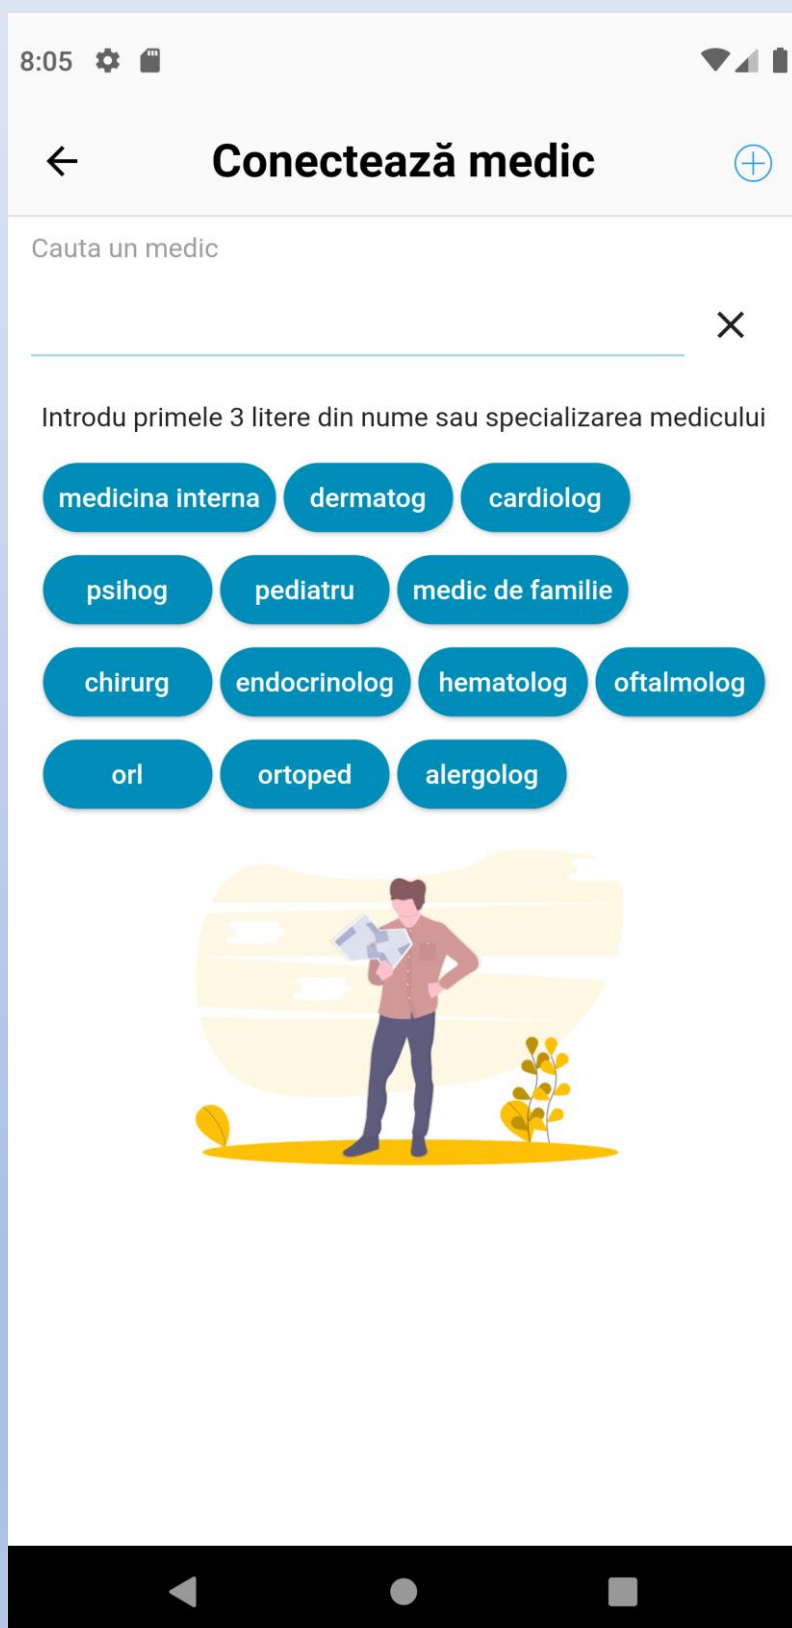 8:05
Conectează medic
Cauta un medic
Introdu primele 3 litere din nume sau specializarea medicului
medicina interna dermatog cardiolog
psihog pediatru medic de familie
chirurg endocrinolog hematolog oftalmolog
orl ortoped alergolog